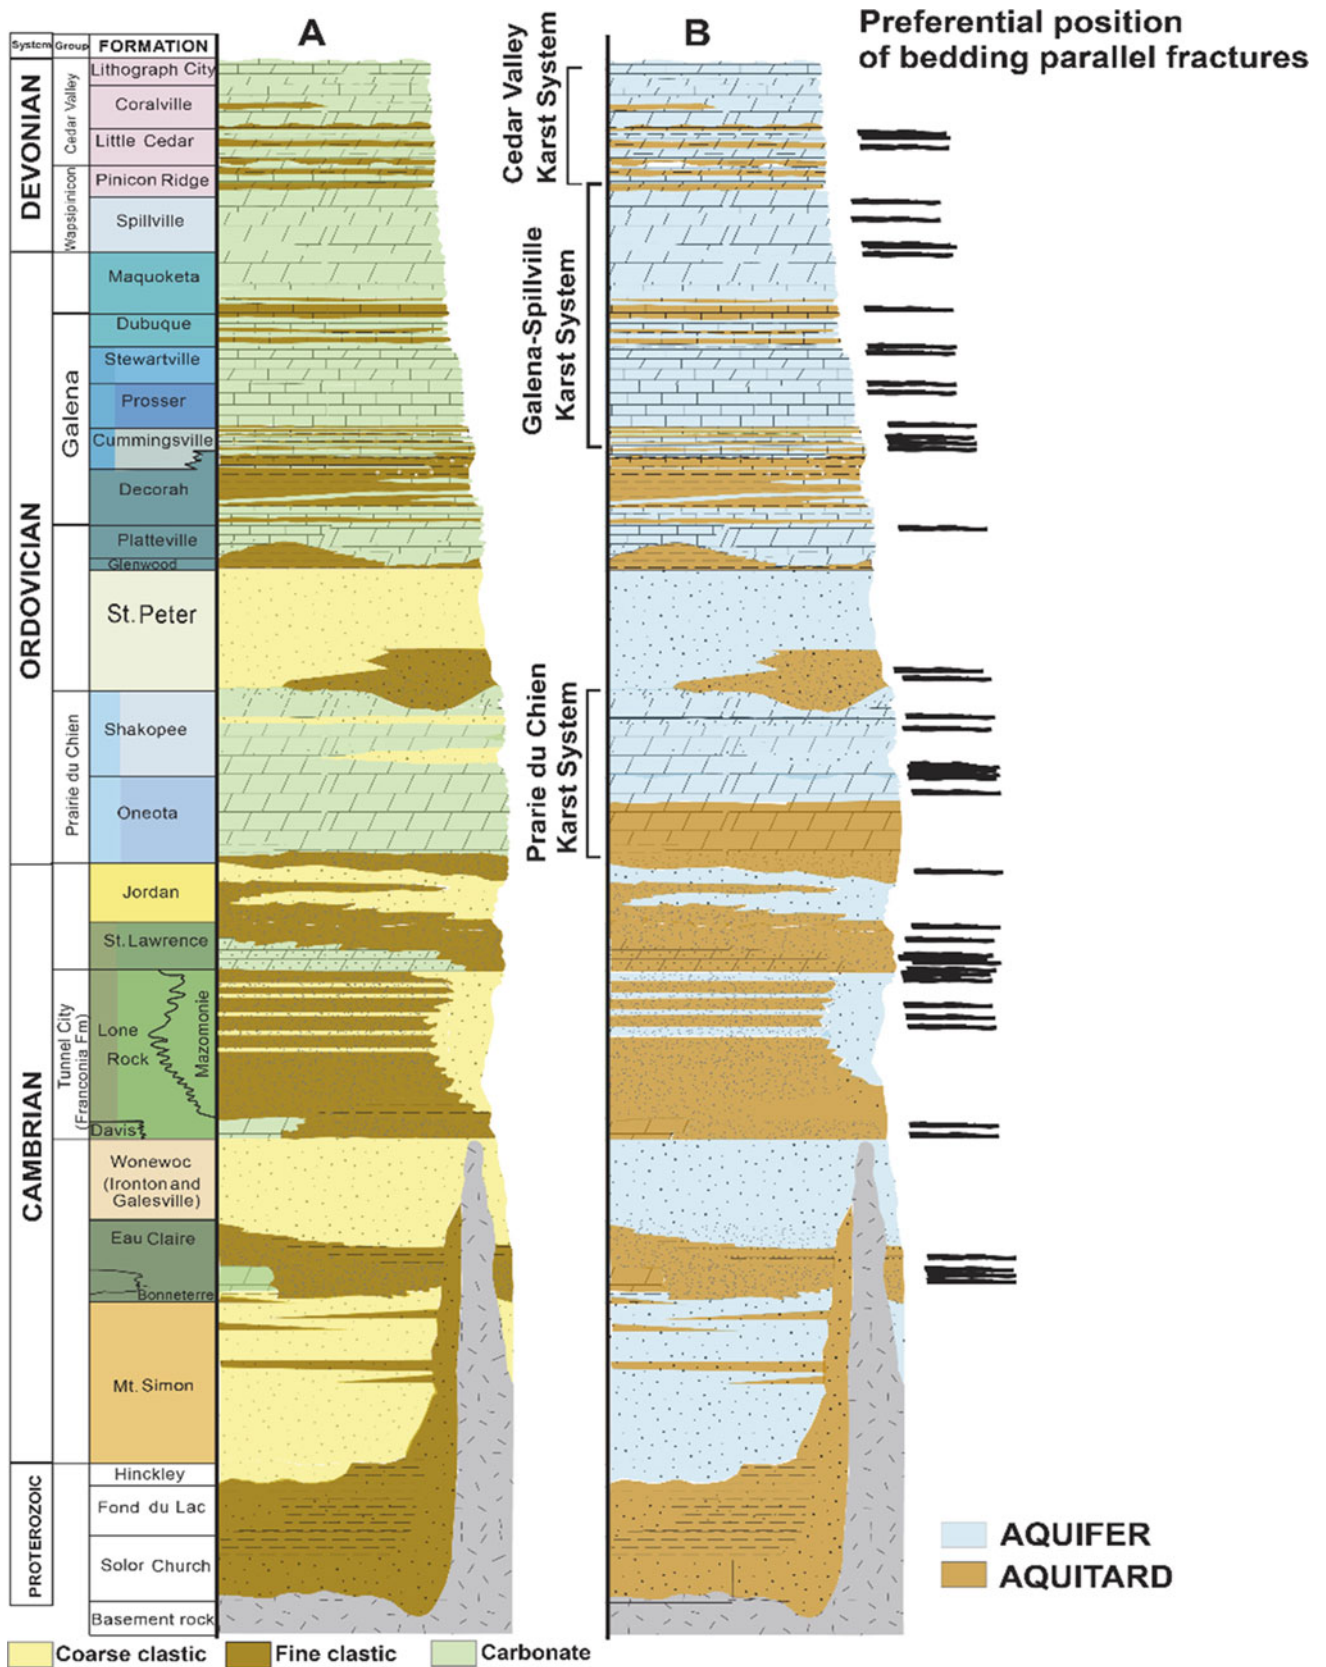 A
B
Preferential position
of bedding parallel fractures
System
Group
FORMATION
DEVONIAN
ORDOVICIAN
CAMBRIAN
PROTEROZOIC
Cedar Valley
Wapsipinicon
Galena
Prairie du Chien
Tunnel City
(Franconia Fm)
Lithograph City
Coralville
Little Cedar
Pinicon Ridge
Spillville
Maquoketa
Dubuque
Stewartville
Prosser
Cummingsville
Decorah
Platteville
Glenwood
St. Peter
Shakopee
Oneota
Jordan
St. Lawrence
Lone
Rock
Mazomonie
Davis
Wonewoc
(Ironton and
Galesville)
Eau Claire
Bonneterre
Mt. Simon
Hinckley
Fond du Lac
Solor Church
Basement rock
Cedar Valley
Karst System
Galena-Spillville
Karst System
Prarie du Chien
Karst System
AQUIFER
AQUITARD
Coarse clastic
Fine clastic
Carbonate